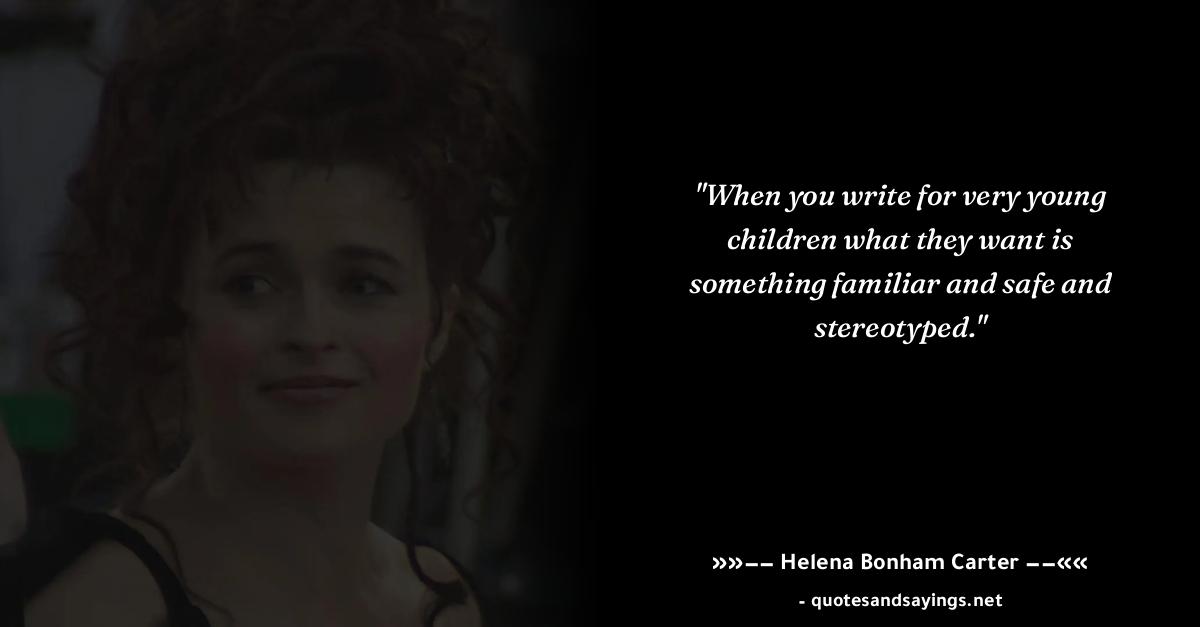 "When you write for very young
children what they want is
something familiar and safe and
stereotyped."
»»−− Helena Bonham Carter −−««
- quotesandsayings.net